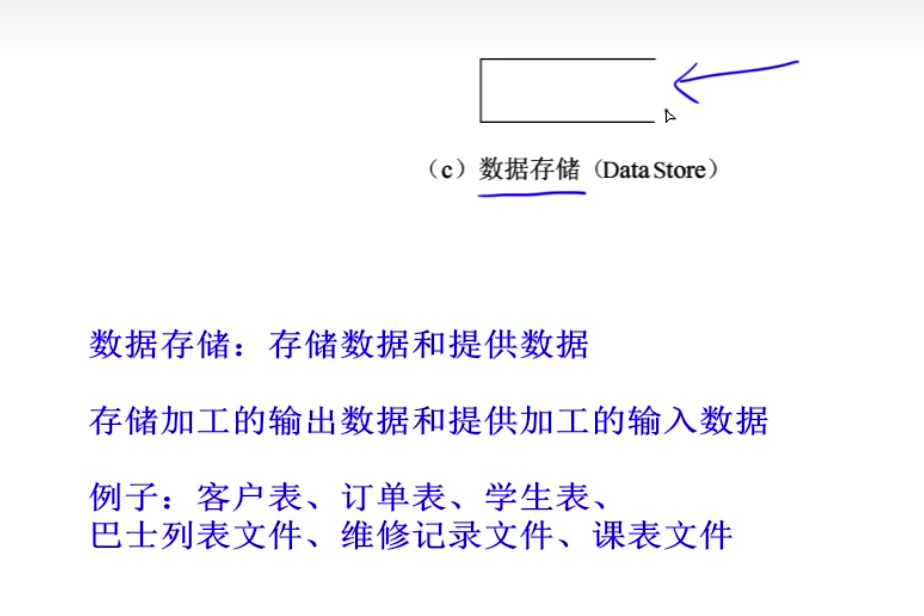 （c）数据存储（Data Store）
数据存储：存储数据和提供数据
存储加工的输出数据和提供加工的输入数据
例子：客户表、订单表、学生表、
巴士列表文件、维修记录文件、课表文件